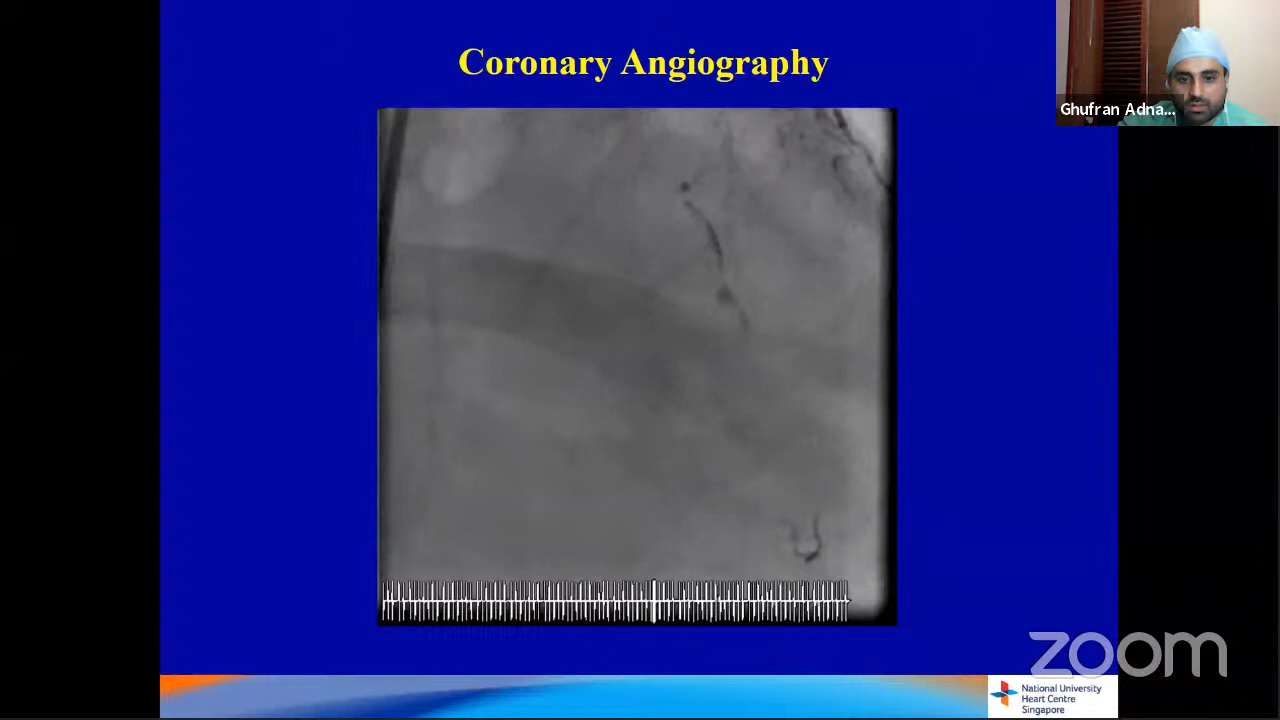 Coronary Angiography
Ghufran Adna...
zoom
National University
Heart Centre
Singapore